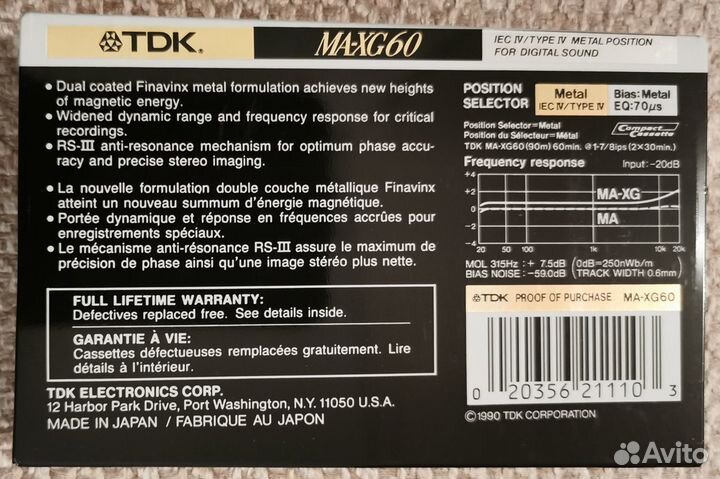 TDK.
MA-XG60
IEC IV/TYPE IV METAL POSITION
FOR DIGITAL SOUND
• Dual coated Finavinx metal formulation achieves new heights
of magnetic energy.
• Widened dynamic range and frequency response for critical
recordings.
• RS-III anti-resonance mechanism for optimum phase accu-
racy and precise stereo imaging.
• La nouvelle formulation double couche métallique Finavinx
atteint un nouveau summum d'énergie magnétique.
• Portée dynamique et réponse en fréquences accrûes pour
enregistrements spéciaux.
• Le mécanisme anti-résonance RS-III assure le maximum de
précision de phase ainsi qu'une image stéréo plus nette.
FULL LIFETIME WARRANTY:
Defectives replaced free. See details inside.
GARANTIE À VIE:
Cassettes défectueuses remplacées gratuitement. Lire
détails à l'intérieur.
TDK ELECTRONICS CORP.
12 Harbor Park Drive, Port Washington, N.Y. 11050 U.S.A.
MADE IN JAPAN / FABRIQUE AU JAPON
POSITION
SELECTOR
Metal
IEC IV/TYPE IV
Bias: Metal
EQ:70μs
Position Selector=Metal
Position du Sélecteur=Métal
Compact
Cassette
TDK MA-XG60(90m) 60min. @1-7/8ips (2×30min.)
Frequency response Input:-20dB
+4
+2
0
-2
-4
MA-XG
MA
20 50 100 1k 10k 20k
MOL 315Hz: + 7.5dB (0dB=250nWb/m)
BIAS NOISE: -59.0dB (TRACK WIDTH 0.6mm)
TDK PROOF OF PURCHASE MA-XG60
0 20356 21110 3
©1990 TDK CORPORATION
Avito